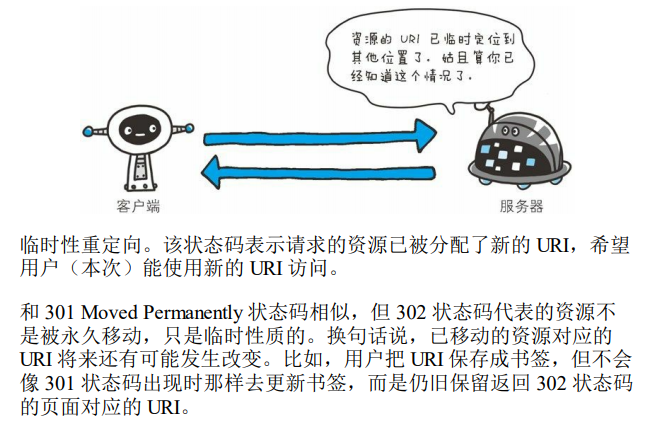 资源的 URI 已临时定位到
其他位置了．姑且算你已
经知道这个情况了．
客户端
服务器
临时性重定向。该状态码表示请求的资源已被分配了新的 URI，希望
用户（本次）能使用新的 URI 访问。
和 301 Moved Permanently 状态码相似，但 302 状态码代表的资源不
是被永久移动，只是临时性质的。换句话说，已移动的资源对应的
URI 将来还有可能发生改变。比如，用户把 URI 保存成书签，但不会
像 301 状态码出现时那样去更新书签，而是仍旧保留返回 302 状态码
的页面对应的 URI。